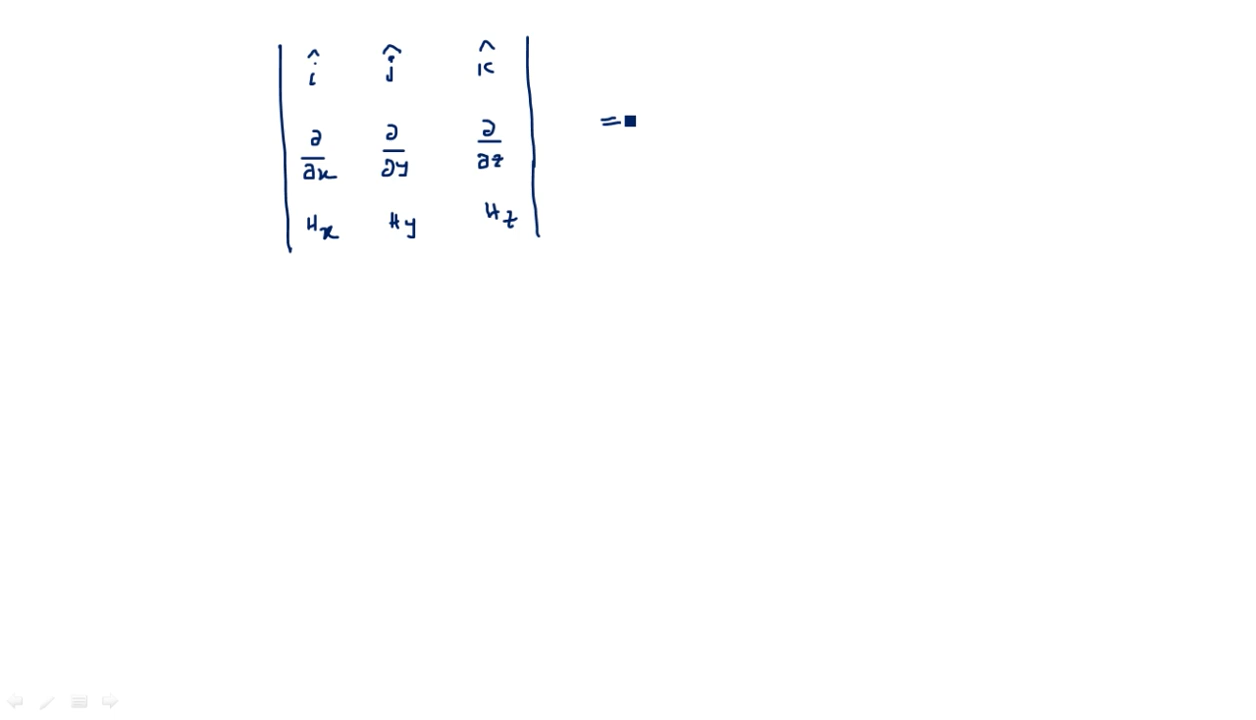 | î ĵ k̂ |
| ∂/∂x ∂/∂y ∂/∂z | =
| Hx Hy Hz |